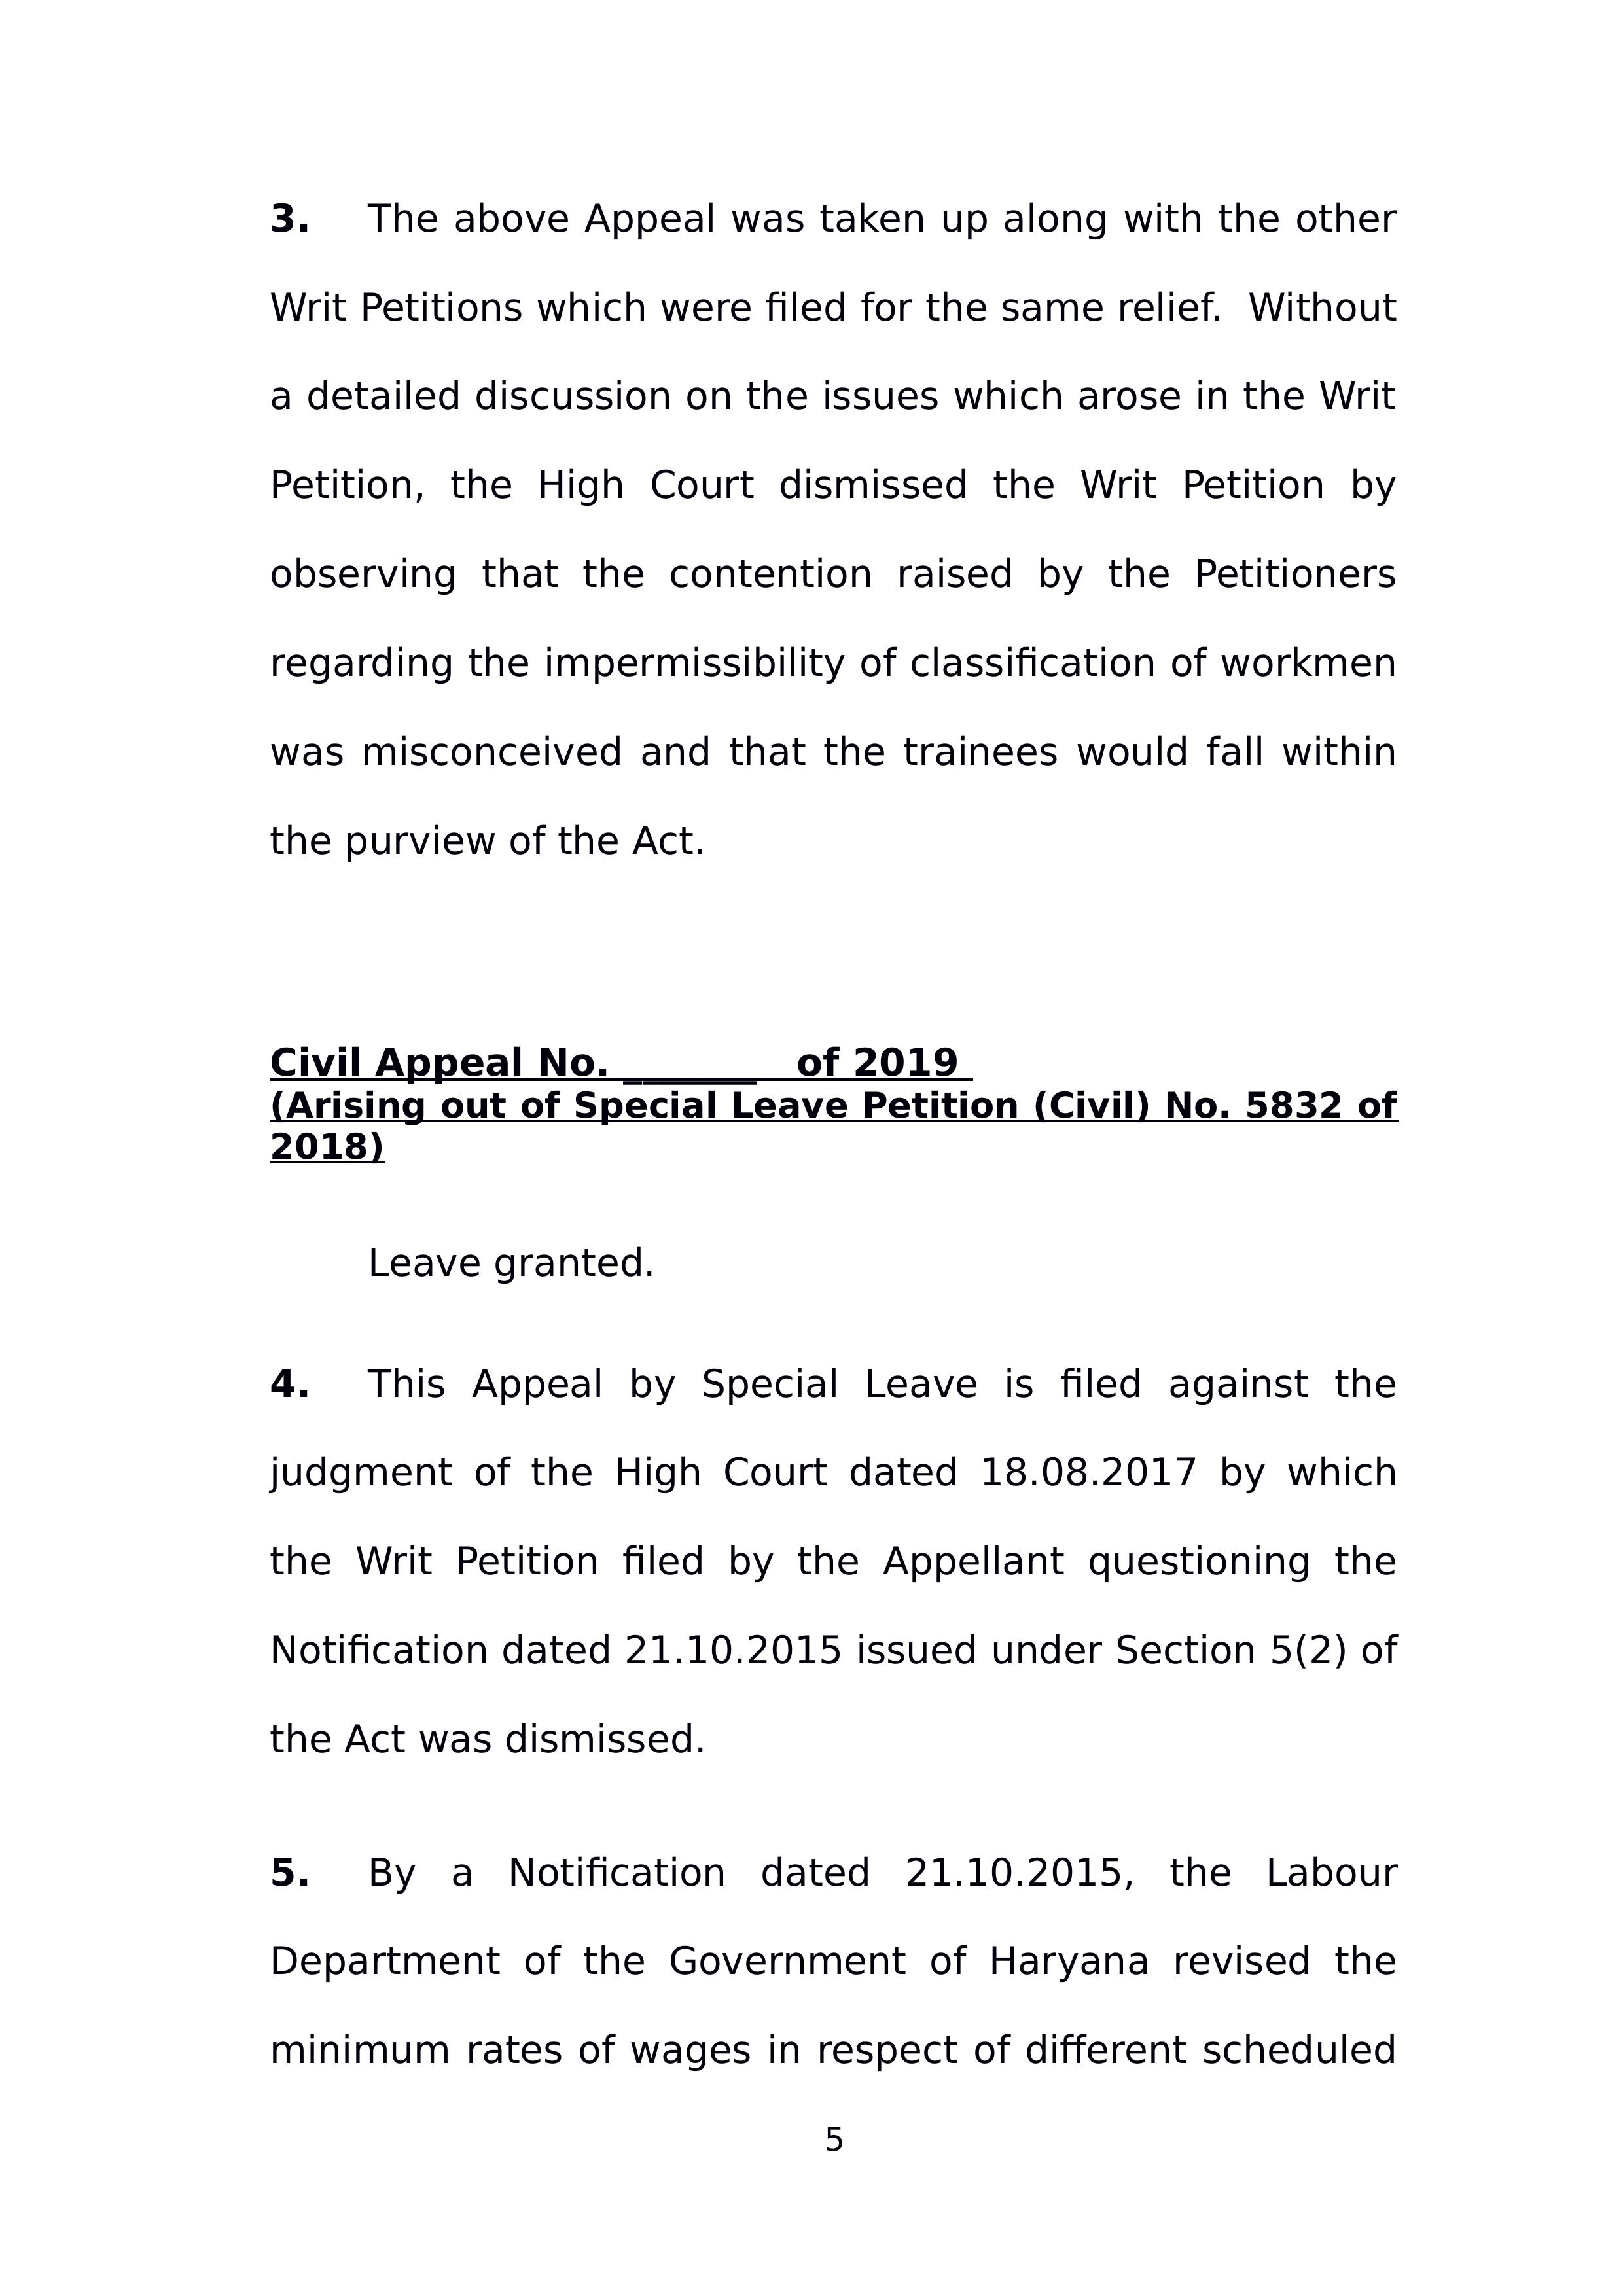 3. The above Appeal was taken up along with the other
Writ Petitions which were filed for the same relief. Without
a detailed discussion on the issues which arose in the Writ
Petition, the High Court dismissed the Writ Petition by
observing that the contention raised by the Petitioners
regarding the impermissibility of classification of workmen
was misconceived and that the trainees would fall within
the purview of the Act.
Civil Appeal No. _______ of 2019
(Arising out of Special Leave Petition (Civil) No. 5832 of
2018)
Leave granted.
4. This Appeal by Special Leave is filed against the
judgment of the High Court dated 18.08.2017 by which
the Writ Petition filed by the Appellant questioning the
Notification dated 21.10.2015 issued under Section 5(2) of
the Act was dismissed.
5. By a Notification dated 21.10.2015, the Labour
Department of the Government of Haryana revised the
minimum rates of wages in respect of different scheduled
5